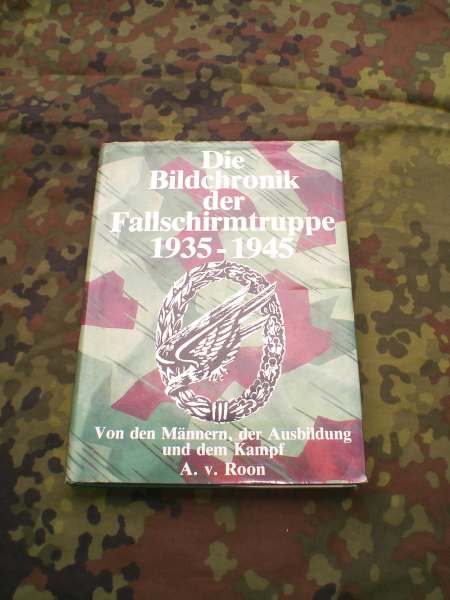 Die
Bildchronik
der
Fallschirmtruppe
1935 - 1945
Von den Männern, der Ausbildung
und dem Kampf
A. v. Roon